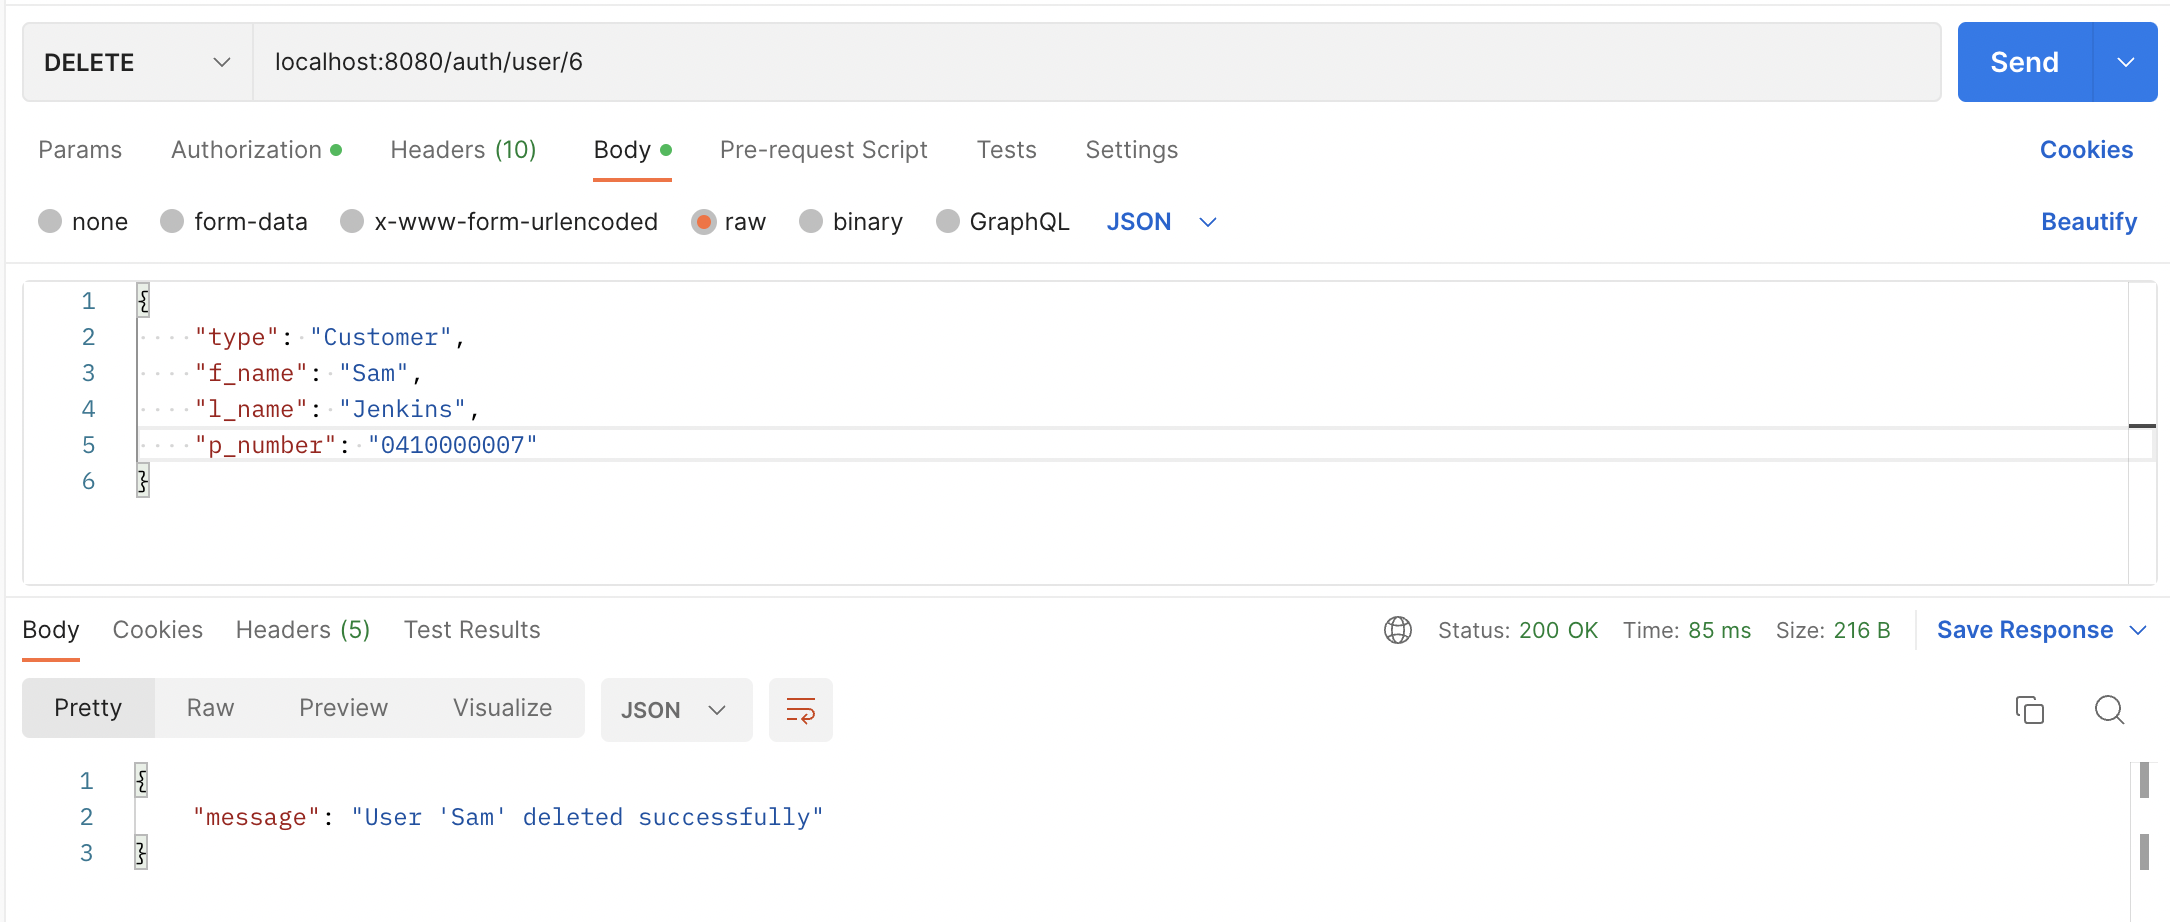 DELETE localhost:8080/auth/user/6 Send
Params Authorization Headers (10) Body Pre-request Script Tests Settings Cookies
none form-data x-www-form-urlencoded raw binary GraphQL JSON Beautify
1 {
2 "type": "Customer",
3 "f_name": "Sam",
4 "l_name": "Jenkins",
5 "p_number": "0410000007"
6 }
Body Cookies Headers (5) Test Results Status: 200 OK Time: 85 ms Size: 216 B Save Response
Pretty Raw Preview Visualize JSON
1 {
2 "message": "User 'Sam' deleted successfully"
3 }